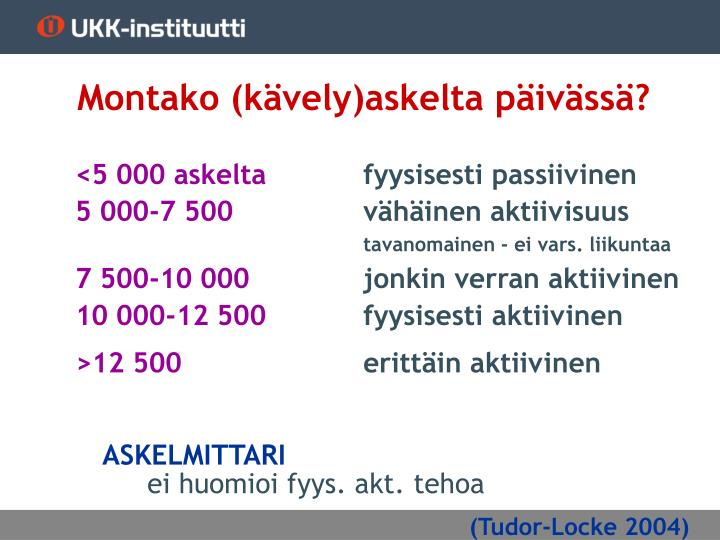 UKK-instituutti
Montako (kävely)askelta päivässä?
<5 000 askelta fyysisesti passiivinen
5 000-7 500 vähäinen aktiivisuus
tavanomainen - ei vars. liikuntaa
7 500-10 000 jonkin verran aktiivinen
10 000-12 500 fyysisesti aktiivinen
>12 500 erittäin aktiivinen
ASKELMITTARI
ei huomioi fyys. akt. tehoa
(Tudor-Locke 2004)